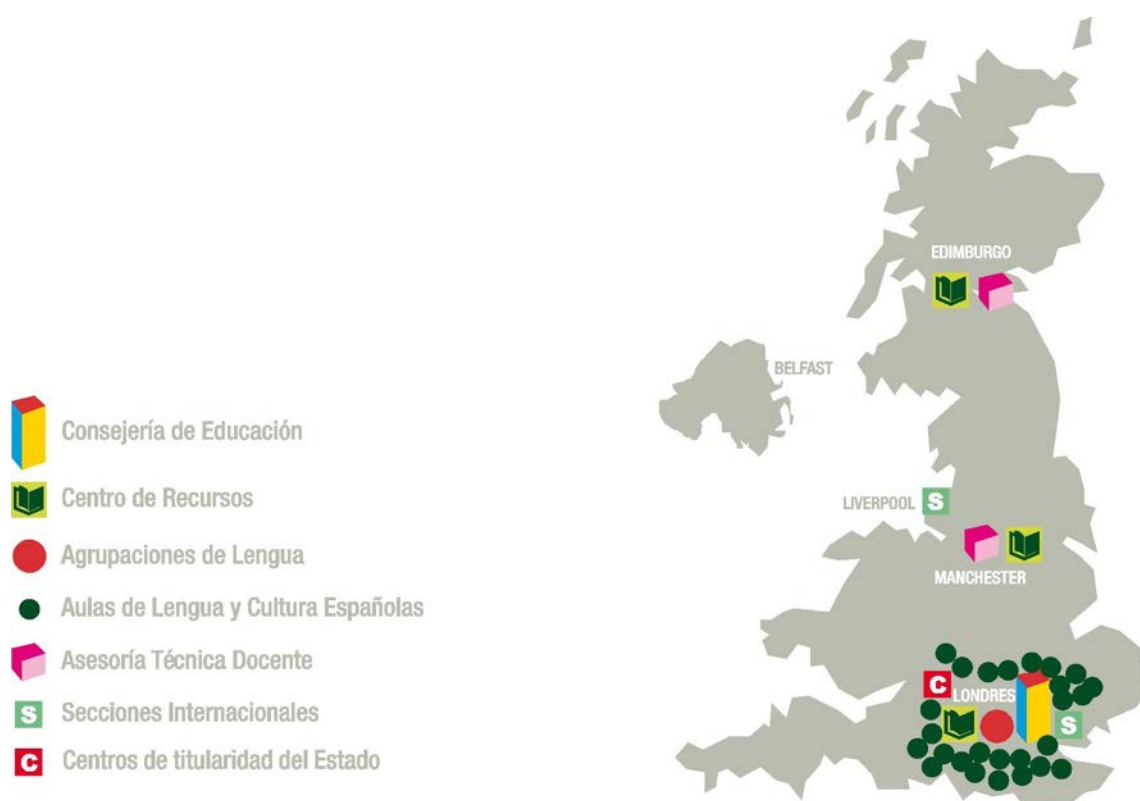 EDIMBURGO
BELFAST
Consejería de Educación
Centro de Recursos
LIVERPOOL S
Agrupaciones de Lengua
MANCHESTER
Aulas de Lengua y Cultura Españolas
Asesoría Técnica Docente
C LONDRES
S Secciones Internacionales
S
C Centros de titularidad del Estado